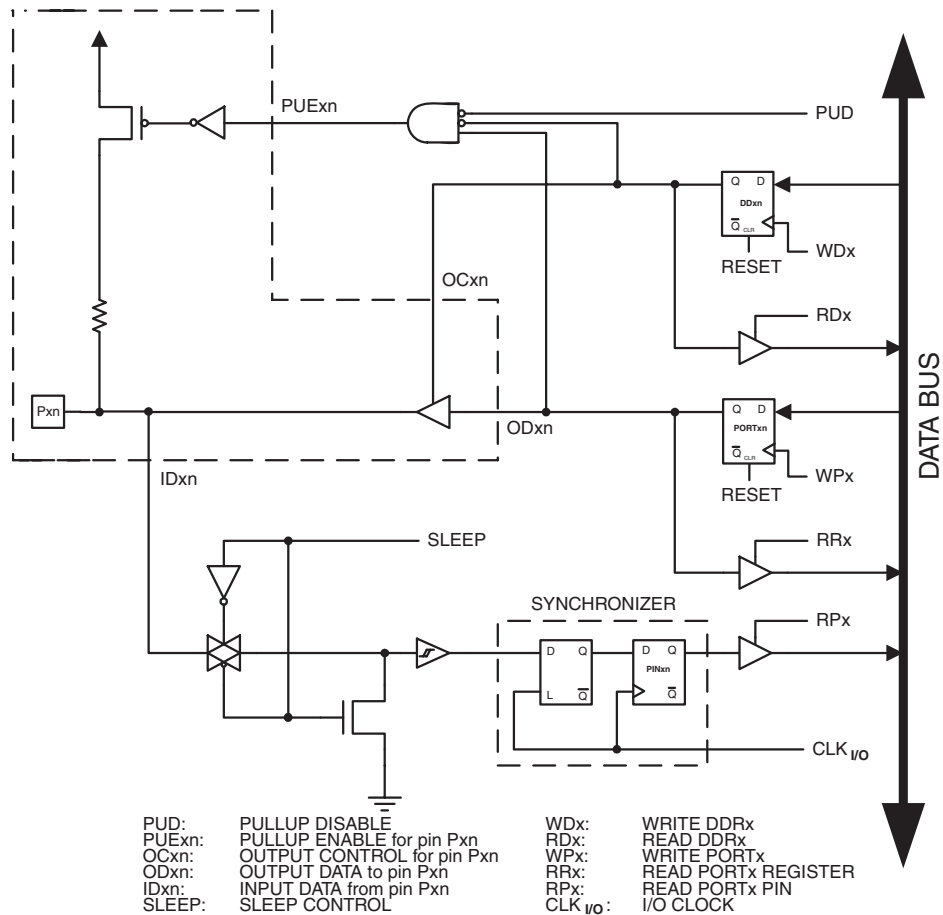 PUExn
PUD
Q D
DDxn
Q CLR
WDx
RESET
OCxn
RDx
Pxn
ODxn
Q D
PORTxn
Q CLR
WPx
RESET
IDxn
SLEEP
RRx
SYNCHRONIZER
RPx
D Q
L Q
D Q
PINxn
Q
CLK I/O
DATA BUS
PUD: PULLUP DISABLE
PUExn: PULLUP ENABLE for pin Pxn
OCxn: OUTPUT CONTROL for pin Pxn
ODxn: OUTPUT DATA to pin Pxn
IDxn: INPUT DATA from pin Pxn
SLEEP: SLEEP CONTROL
WDx: WRITE DDRx
RDx: READ DDRx
WPx: WRITE PORTx
RRx: READ PORTx REGISTER
RPx: READ PORTx PIN
CLK I/O: I/O CLOCK